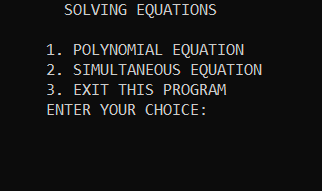 SOLVING EQUATIONS
1. POLYNOMIAL EQUATION
2. SIMULTANEOUS EQUATION
3. EXIT THIS PROGRAM
ENTER YOUR CHOICE: